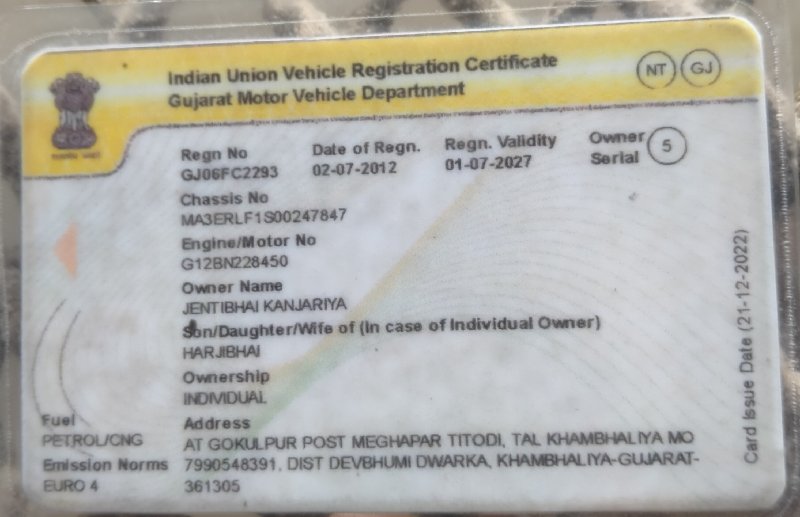 Indian Union Vehicle Registration Certificate
Gujarat Motor Vehicle Department
NT GJ
Regn No Date of Regn. Regn. Validity Owner Serial 5
GJ06FC2293 02-07-2012 01-07-2027
Chassis No
MA3ERLF1S00247847
Engine/Motor No
G12BN228450
Owner Name
JENTIBHAI KANJARIYA
Son/Daughter/Wife of (In case of Individual Owner)
HARJIBHAI
Ownership
INDIVIDUAL
Fuel
PETROL/CNG
Emission Norms
EURO 4
Address
AT GOKULPUR POST MEGHAPAR TITODI, TAL KHAMBHALIYA MO
7990548391, DIST DEVBHUMI DWARKA, KHAMBHALIYA-GUJARAT-
361305
Card Issue Date (21-12-2022)